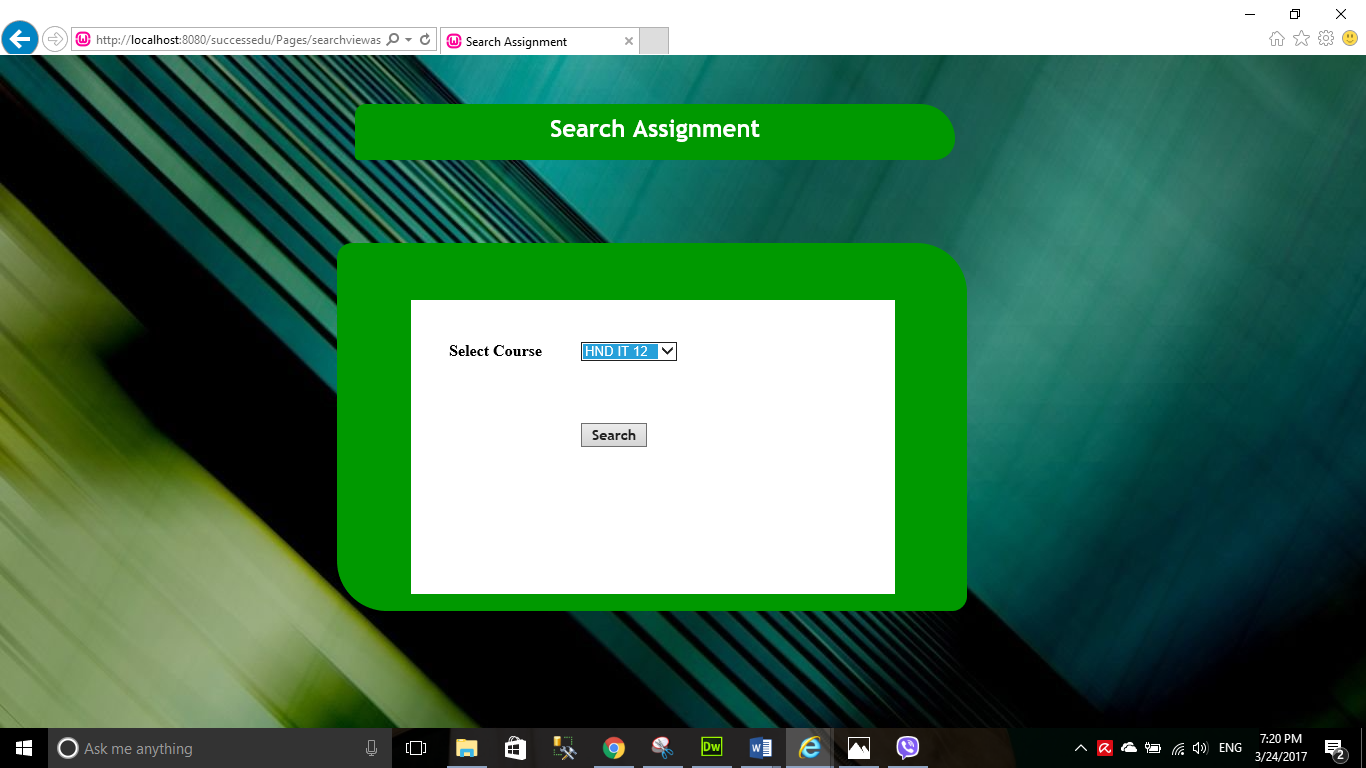 http://localhost:8080/successedu/Pages/searchviewas
Search Assignment
Search Assignment
Select Course
HND IT 12
Search
Ask me anything
Dw
ENG
7:20 PM
3/24/2017
2